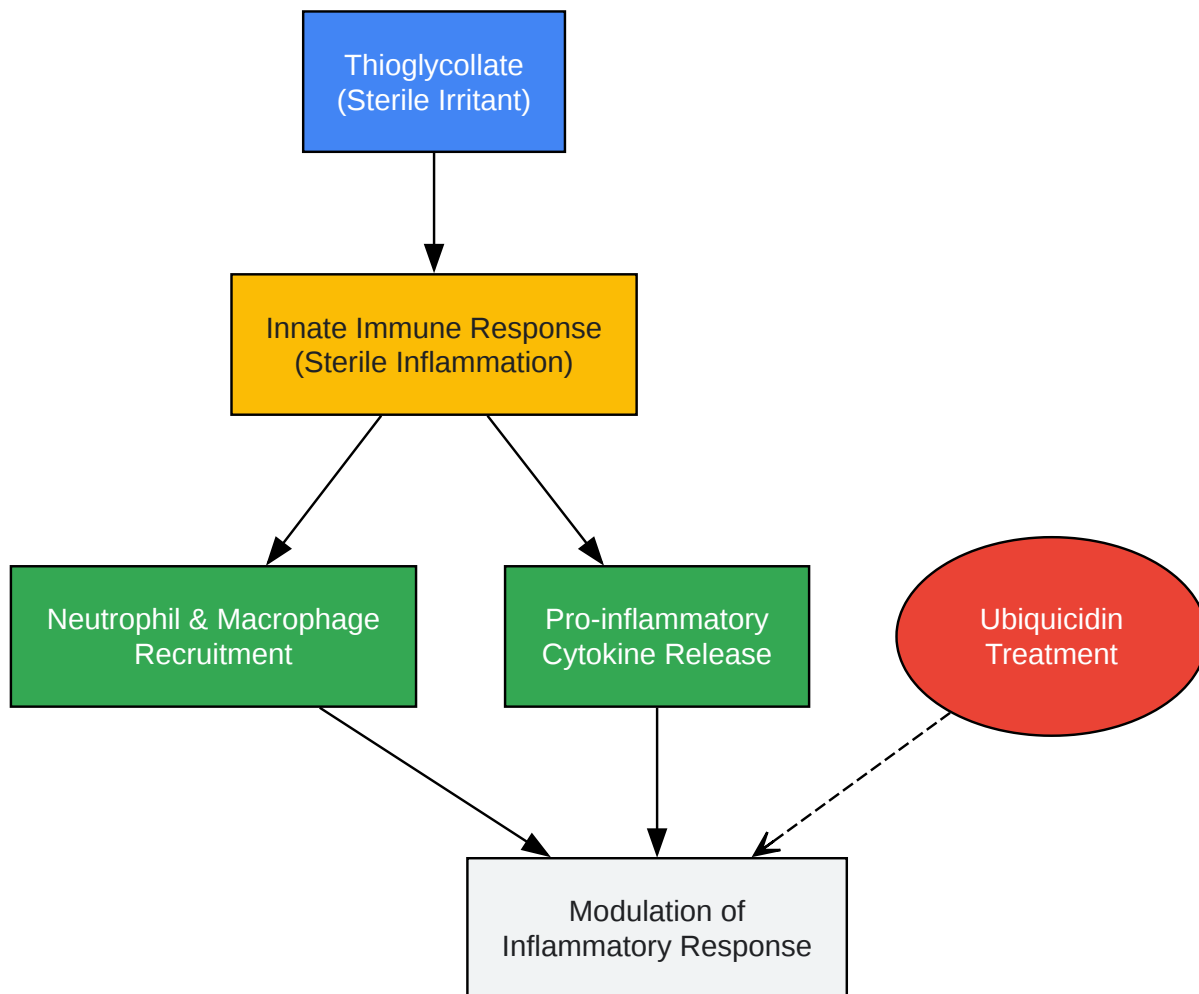 Thioglycollate
(Sterile Irritant)
Innate Immune Response
(Sterile Inflammation)
Neutrophil & Macrophage
Recruitment
Pro-inflammatory
Cytokine Release
Ubiquicidin
Treatment
Modulation of
Inflammatory Response